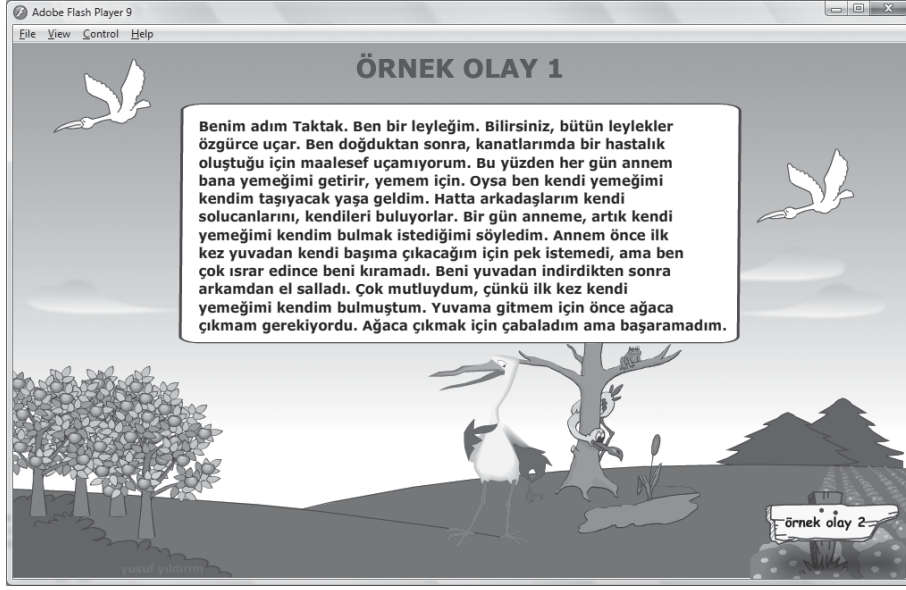 Adobe Flash Player 9
File View Control Help
ÖRNEK OLAY 1
Benim adım Taktak. Ben bir leyleğim. Bilirsiniz, bütün leylekler
özgürce uçar. Ben doğduktan sonra, kanatlarımda bir hastalık
oluştuğu için maalesef uçamıyorum. Bu yüzden her gün annem
bana yemeğimi getirir, yemem için. Oysa ben kendi yemeğimi
kendim taşıyacak yaşa geldim. Hatta arkadaşlarım kendi
solucanlarını, kendileri buluyorlar. Bir gün anneme, artık kendi
yemeğimi kendim bulmak istediğimi söyledim. Annem önce ilk
kez yuvadan kendi başıma çıkacağım için pek istemedi, ama ben
çok ısrar edince beni kıramadı. Beni yuvadan indirdikten sonra
arkamdan el salladı. Çok mutluydum, çünkü ilk kez kendi
yemeğimi kendim bulmuştum. Yuvama gitmem için önce ağaca
çıkmam gerekiyordu. Ağaca çıkmak için çabaladım ama başaramadım.
örnek olay 2
yusuf yıldırım